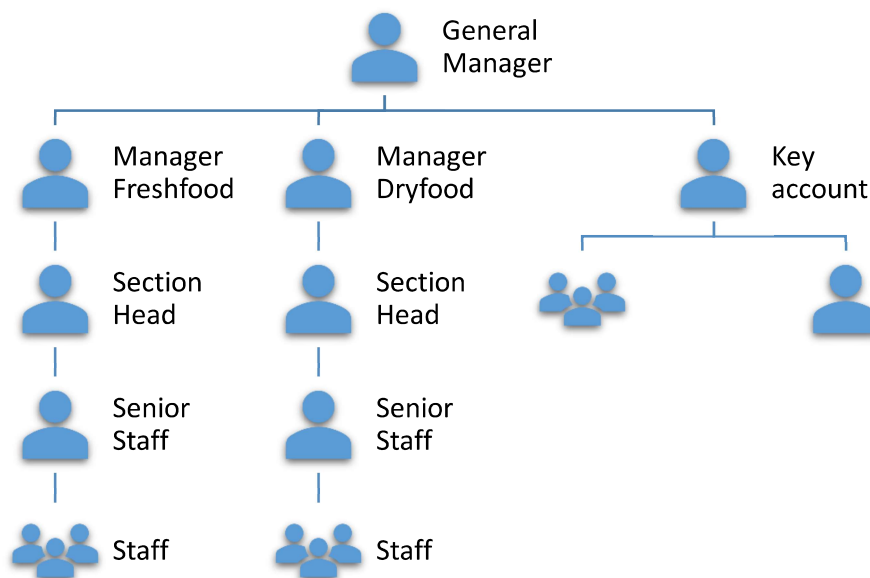 General
Manager
Manager
Freshfood
Manager
Dryfood
Key
account
Section
Head
Section
Head
Senior
Staff
Senior
Staff
Staff
Staff